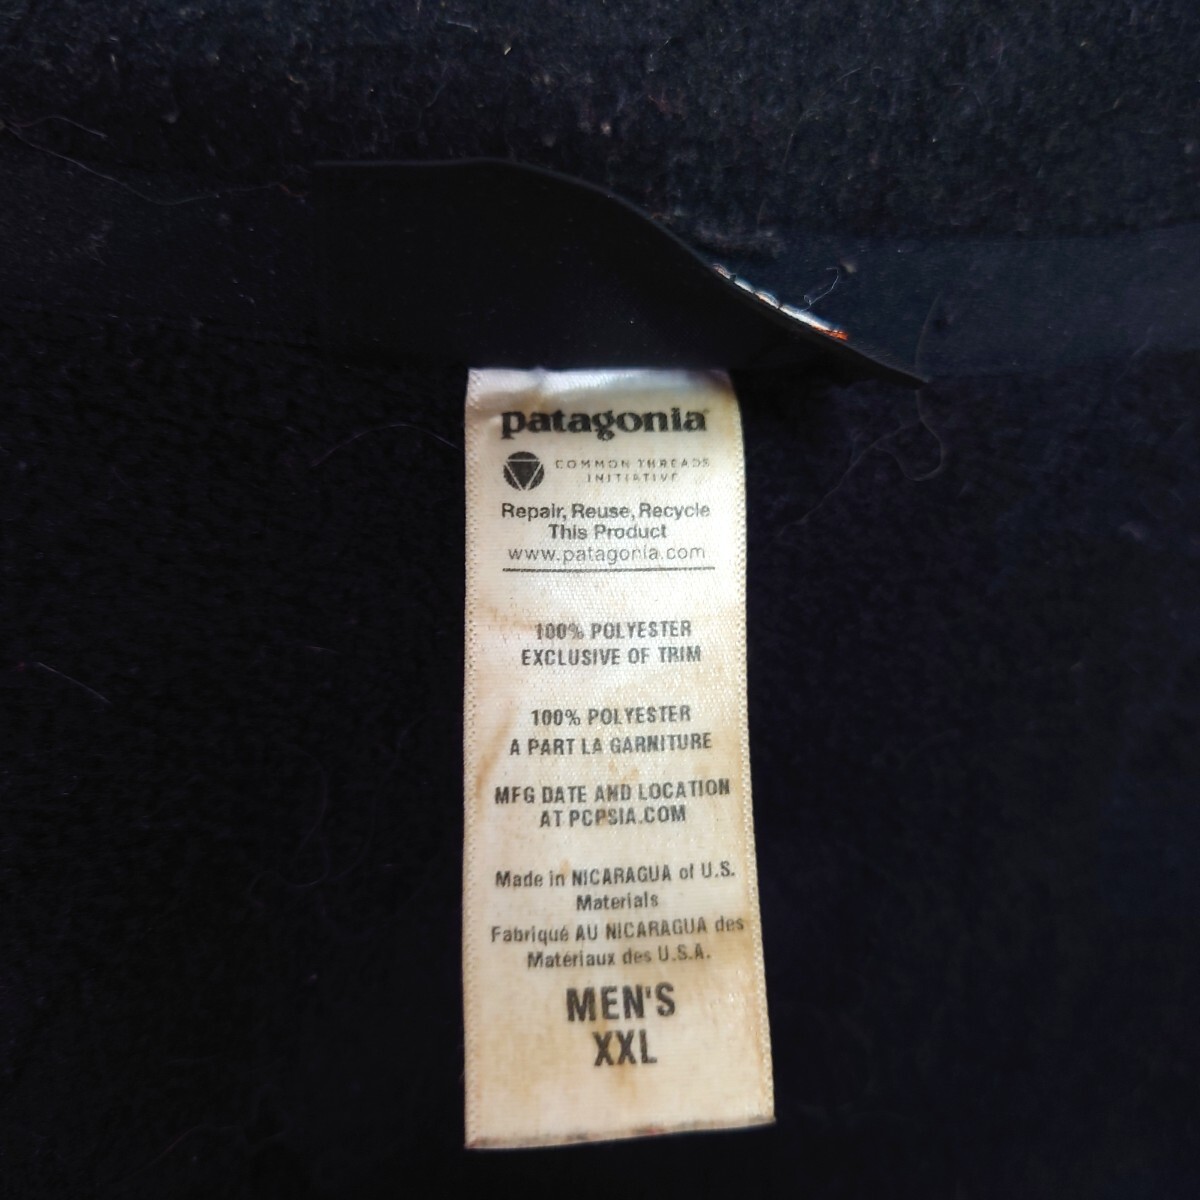 patagonia
COMMON THREADS
INITIATIVE
Repair, Reuse, Recycle
This Product
www.patagonia.com
100% POLYESTER
EXCLUSIVE OF TRIM
100% POLYESTER
A PART LA GARNITURE
MFG DATE AND LOCATION
AT PCPSIA.COM
Made in NICARAGUA of U.S.
Materials
Fabriqué AU NICARAGUA des
Matériaux des U.S.A.
MEN'S
XXL